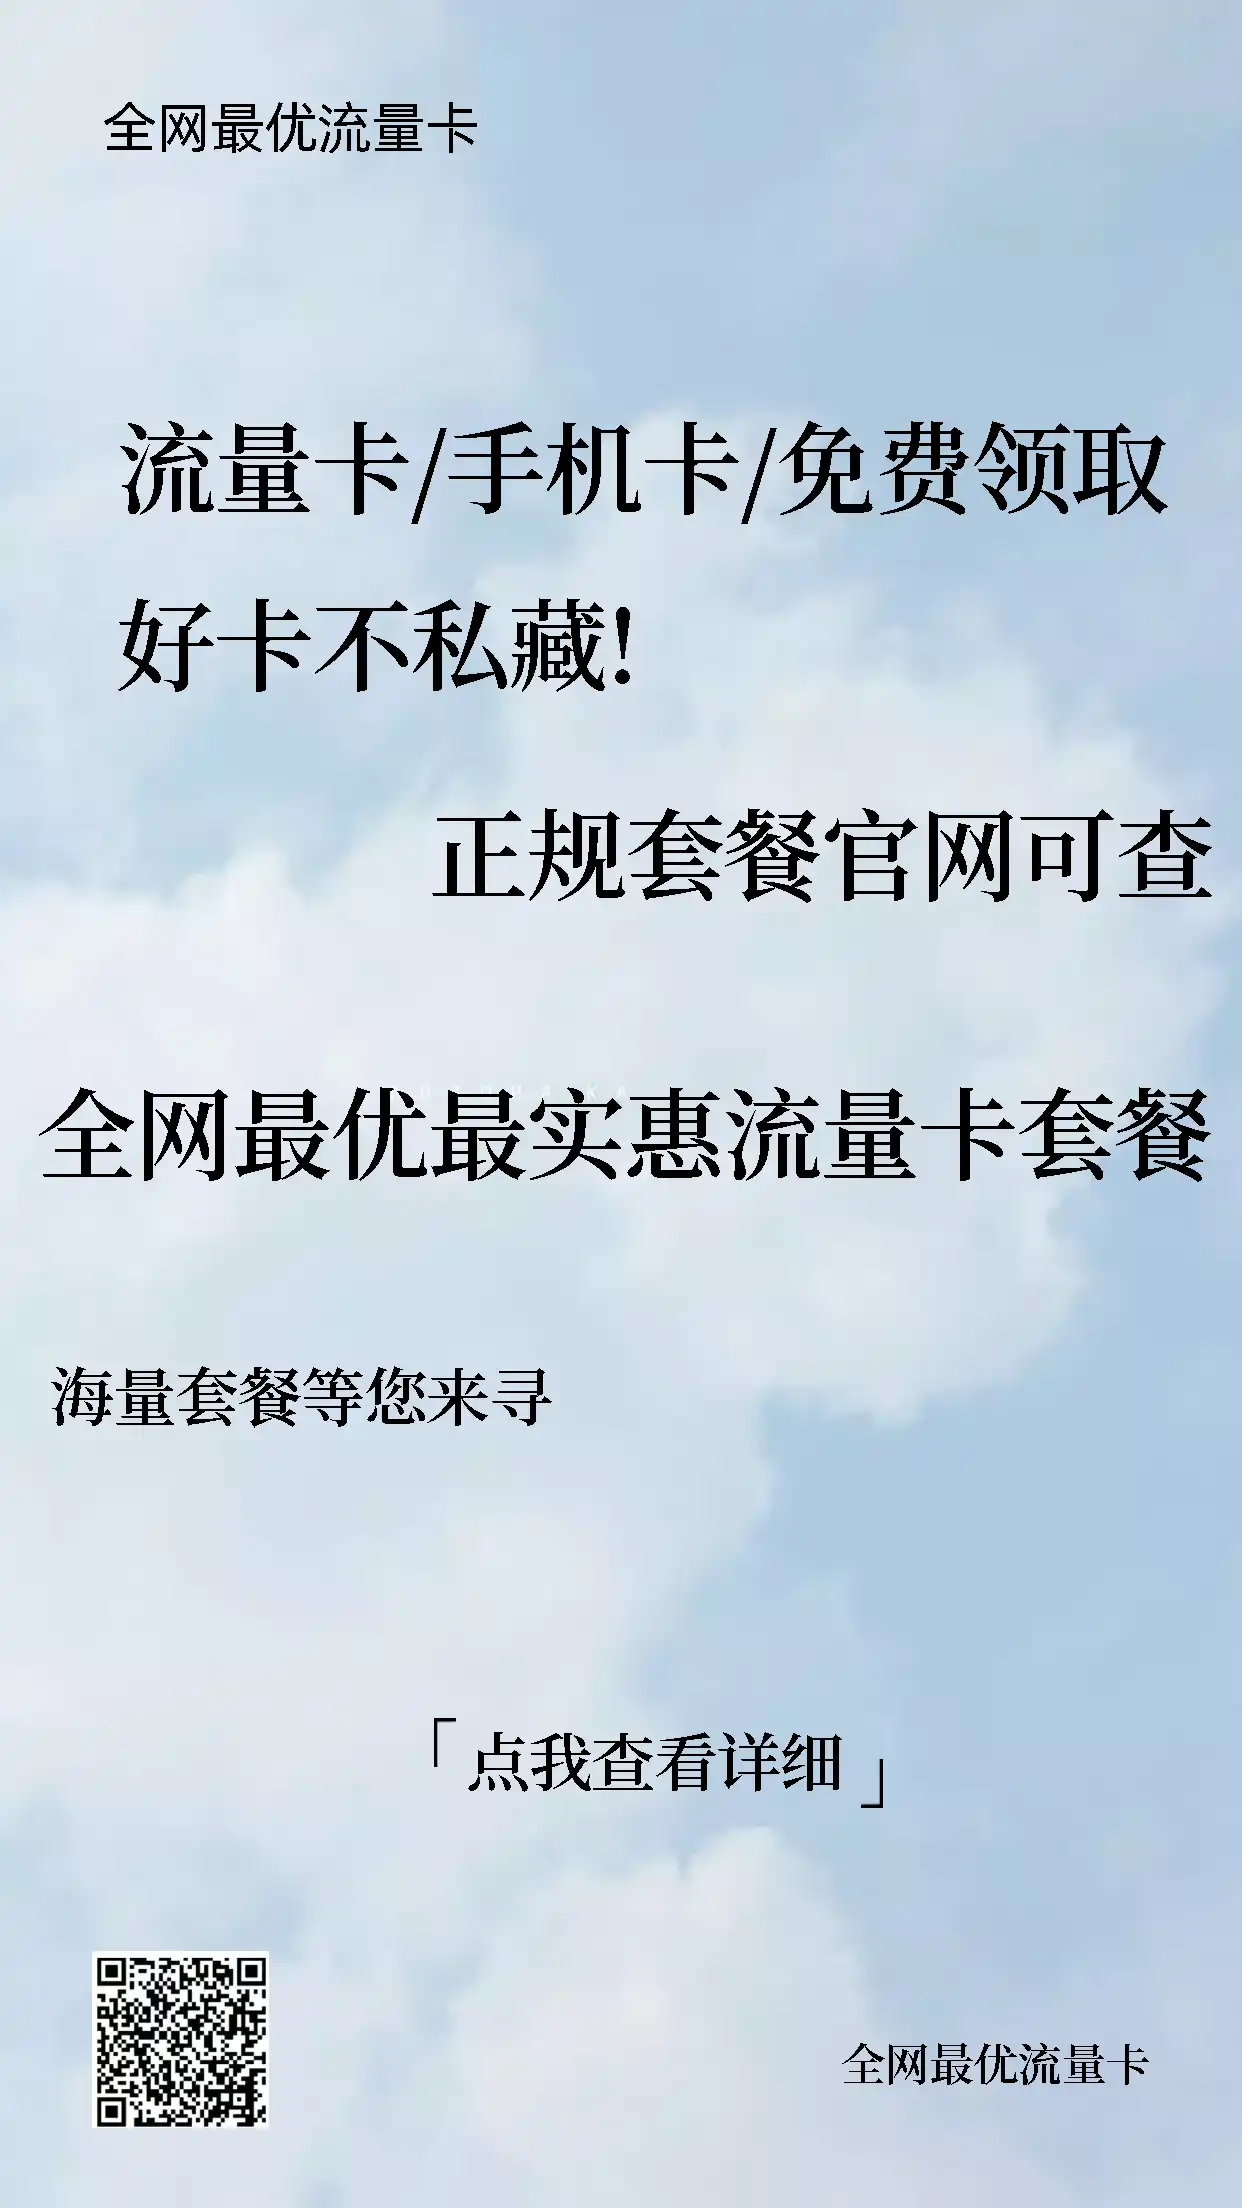 全网最优流量卡
流量卡/手机卡/免费领取
好卡不私藏!
正规套餐官网可查
全网最优最实惠流量卡套餐
海量套餐等您来寻
「点我查看详细」
全网最优流量卡